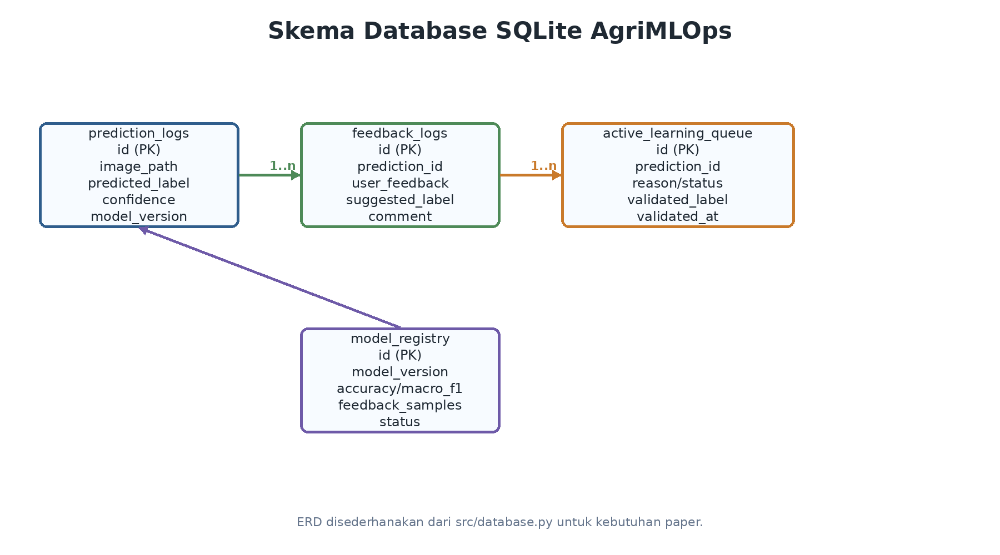 Skema Database SQLite AgriMLOps
prediction_logs
id (PK)
image_path
predicted_label
confidence
model_version
1..n
feedback_logs
id (PK)
prediction_id
user_feedback
suggested_label
comment
1..n
active_learning_queue
id (PK)
prediction_id
reason/status
validated_label
validated_at
model_registry
id (PK)
model_version
accuracy/macro_f1
feedback_samples
status
ERD disederhanakan dari src/database.py untuk kebutuhan paper.